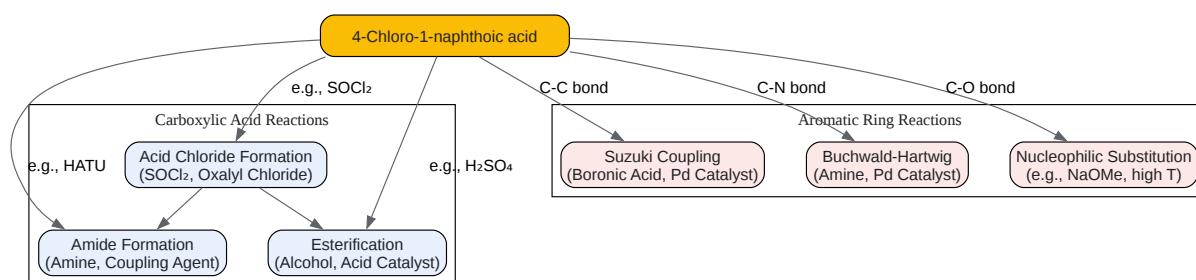 4-Chloro-1-naphthoic acid
e.g., SOCl₂
C-C bond
C-N bond
C-O bond
Carboxylic Acid Reactions
Aromatic Ring Reactions
e.g., HATU
Acid Chloride Formation
(SOCl₂, Oxalyl Chloride)
e.g., H₂SO₄
Suzuki Coupling
(Boronic Acid, Pd Catalyst)
Buchwald-Hartwig
(Amine, Pd Catalyst)
Nucleophilic Substitution
(e.g., NaOMe, high T)
Amide Formation
(Amine, Coupling Agent)
Esterification
(Alcohol, Acid Catalyst)